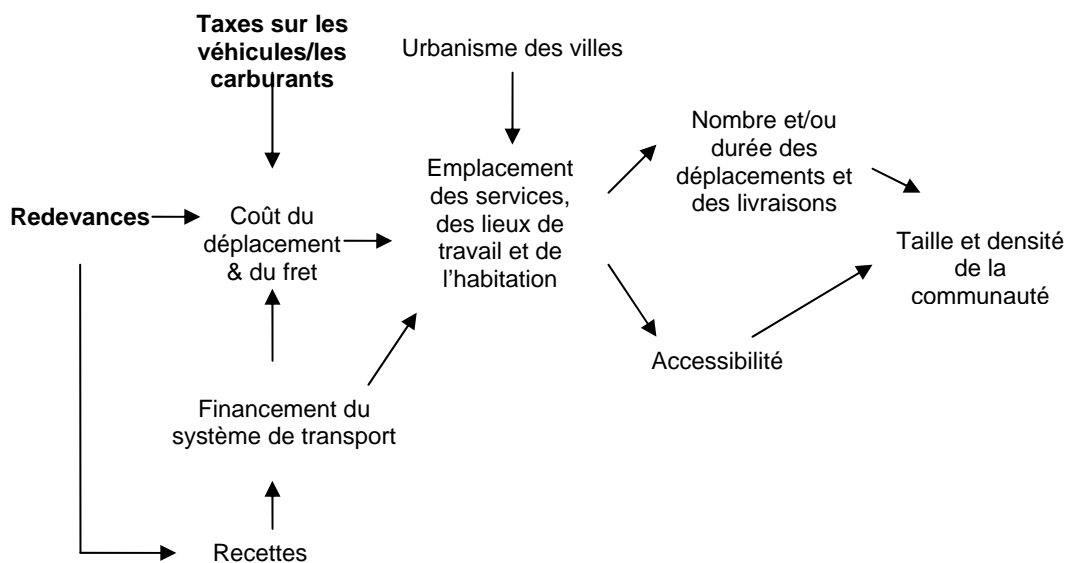 Taxes sur les
véhicules/les
carburants
Urbanisme des villes
Nombre et/ou
durée des
déplacements et
des livraisons
Emplacement
des services,
des lieux de
travail et de
l'habitation
Redevances
Coût du
déplacement
& du fret
Taille et densité
de la
communauté
Accessibilité
Financement du
système de transport
Recettes